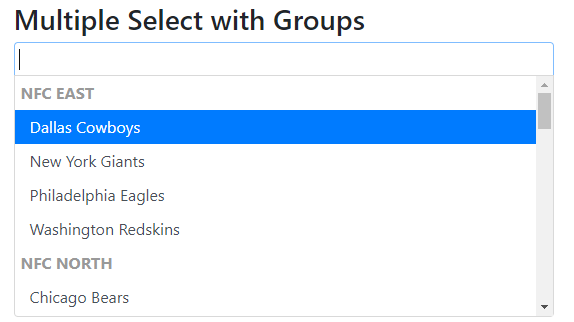 Multiple Select with Groups
NFC EAST
Dallas Cowboys
New York Giants
Philadelphia Eagles
Washington Redskins
NFC NORTH
Chicago Bears